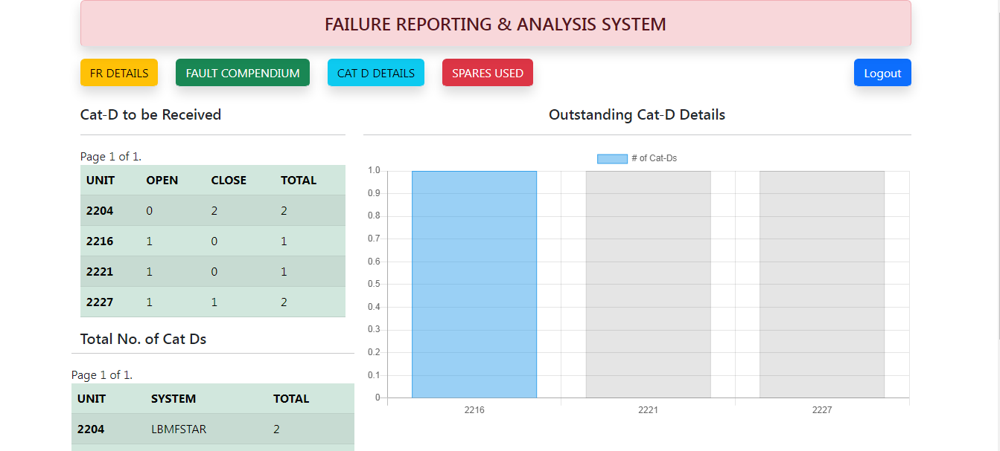 FAILURE REPORTING & ANALYSIS SYSTEM
FR DETAILS FAULT COMPENDIUM CAT D DETAILS SPARES USED Logout
Cat-D to be Received
Page 1 of 1.
UNIT OPEN CLOSE TOTAL
2204 0 2 2
2216 1 0 1
2221 1 0 1
2227 1 1 2
Total No. of Cat Ds
Page 1 of 1.
UNIT SYSTEM TOTAL
2204 LBMFSTAR 2
Outstanding Cat-D Details
# of Cat-Ds
1.0
0.9
0.8
0.7
0.6
0.5
0.4
0.3
0.2
0.1
0
2216 2221 2227